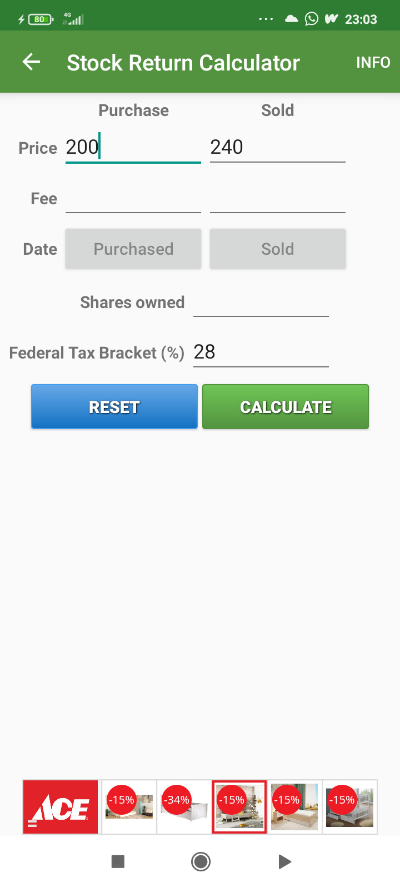 80
4G
23:03
Stock Return Calculator
INFO
Purchase
Sold
Price
200
240
Fee
Date
Purchased
Sold
Shares owned
Federal Tax Bracket (%)
28
RESET
CALCULATE
ACE
-15%
-34%
-15%
-15%
-15%